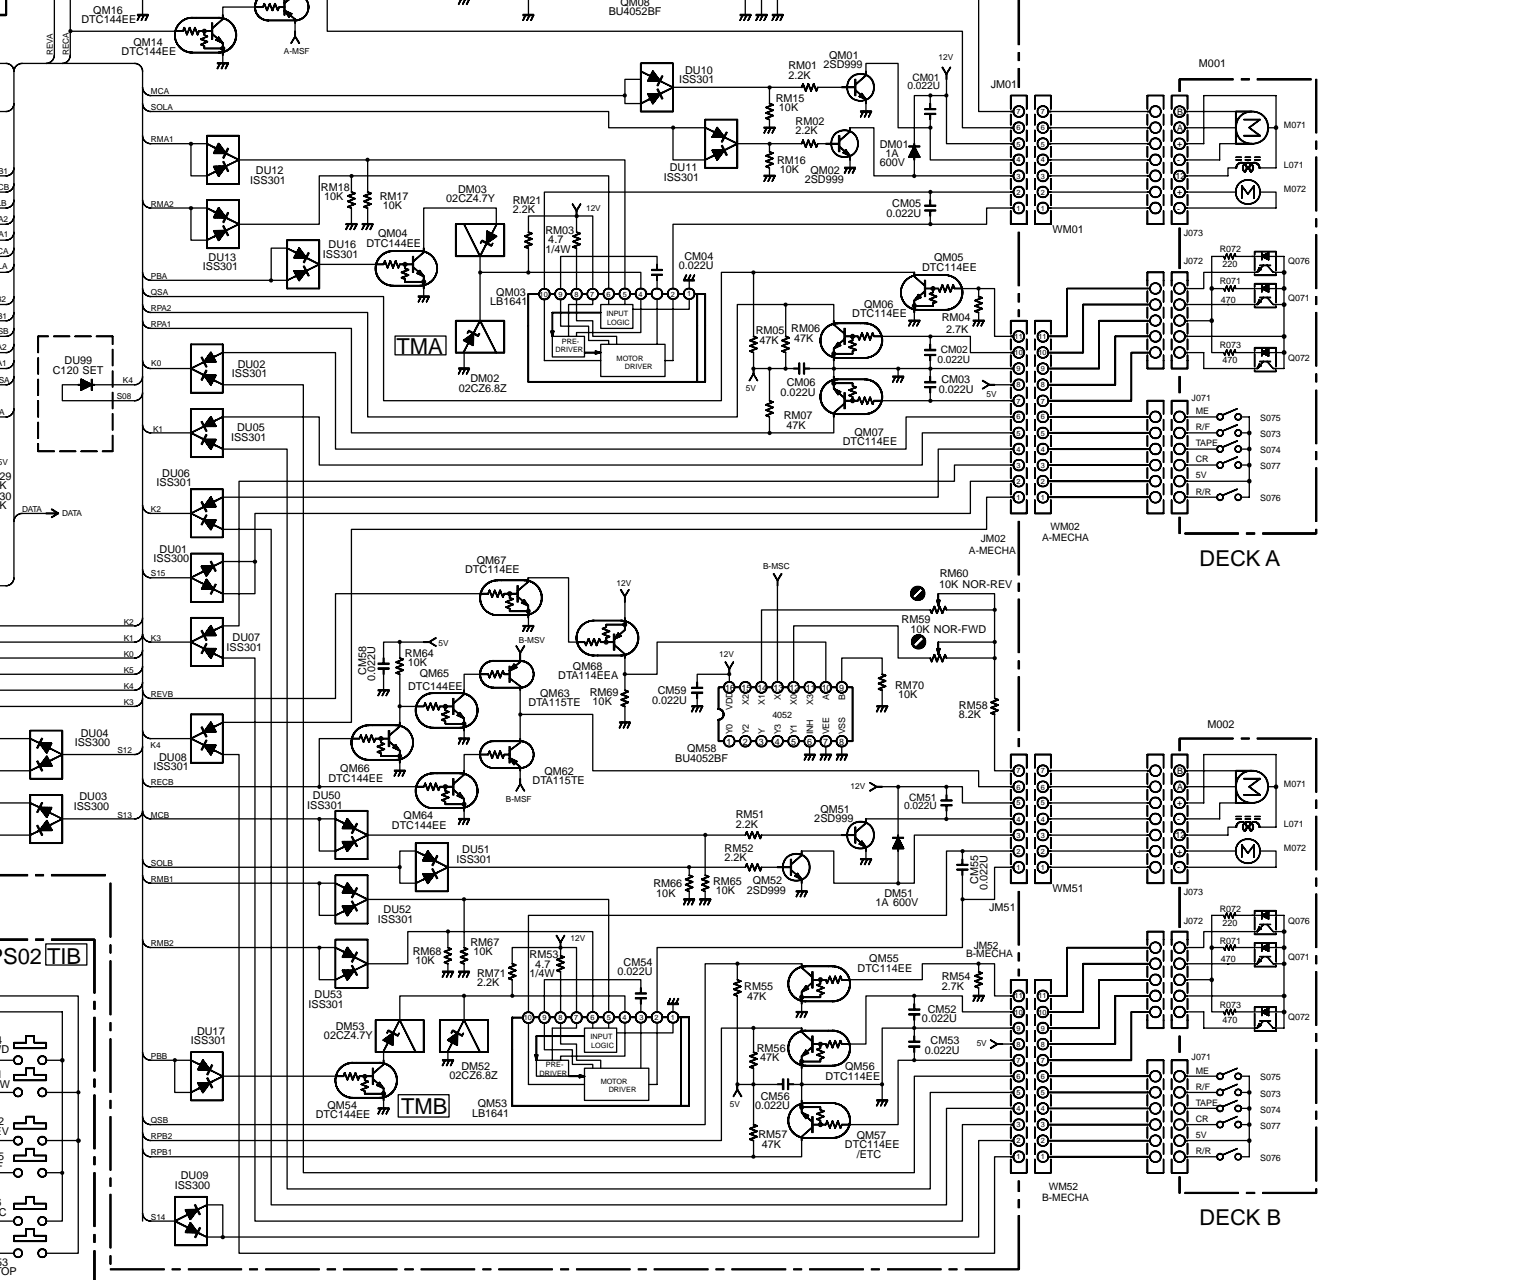 QM16
DTC144EE
QM08
BU4052BF
REVA
RECA
QM14
DTC144EE
A-MSF
MCA
SOLA
DU10
ISS301
RM01
2.2K
QM01
2SD999
CM01
0.022U
12V
JM01
M001
RM15
10K
RM02
2.2K
DU11
ISS301
RM16
10K
QM02
2SD999
DM01
1A
600V
M071
L071
M072
RMA1
DU12
ISS301
RM18
10K
RM17
10K
DM03
02CZ4.7Y
RM21
2.2K
12V
RM03
4.7
1/4W
CM05
0.022U
WM01
RMA2
DU13
ISS301
DU16
ISS301
QM04
DTC144EE
CM04
0.022U
J073
J072
R072
220
Q076
R071
470
Q071
R073
470
Q072
PBA
QSA
RPA2
RPA1
QM03
LB1641
INPUT
LOGIC
PRE-
DRIVER
MOTOR
DRIVER
TMA
DM02
02CZ6.8Z
QM05
DTC114EE
QM06
DTC114EE
RM04
2.7K
RM05
47K
RM06
47K
CM02
0.022U
CM06
0.022U
CM03
0.022U
5V
5V
RM07
47K
QM07
DTC114EE
DU99
C120 SET
K4
S08
K0
DU02
ISS301
K1
DU05
ISS301
DU06
ISS301
K2
DATA
DATA
DU01
ISS300
S15
J071
ME
S075
R/F
S073
TAPE
S074
CR
S077
5V
R/R
S076
JM02
A-MECHA
WM02
A-MECHA
DECK A
K2
K1
K3
K0
K5
K4
K3
REVB
DU07
ISS301
QM67
DTC114EE
B-MSC
12V
RM60
10K NOR-REV
RM59
10K NOR-FWD
CM58
0.022U
RM64
10K
5V
B-MSV
QM65
DTC144EE
QM63
DTA115TE
QM68
DTA114EEA
RM69
10K
CM59
0.022U
12V
VDD X2 X1 X X0 X3 A B
4052
Y0 Y2 Y Y3 Y1 INH VEE VSS
QM58
BU4052BF
RM70
10K
RM58
8.2K
DU04
ISS300
S12
K4
DU08
ISS301
QM66
DTC144EE
QM62
DTA115TE
B-MSF
RECB
QM64
DTC144EE
DU03
ISS300
S13
MCB
DU50
ISS301
12V
CM51
0.022U
RM51
2.2K
QM51
2SD999
M002
M071
L071
M072
SOLB
DU51
ISS301
RM52
2.2K
QM52
2SD999
RM66
10K
RM65
10K
DM51
1A 600V
CM55
0.022U
JM51
WM51
RMB1
DU52
ISS301
RMB2
DU53
ISS301
RM68
10K
RM67
10K
RM71
2.2K
12V
RM53
4.7
1/4W
CM54
0.022U
JM52
B-MECHA
QM55
DTC114EE
RM54
2.7K
RM55
47K
J073
J072
R072
220
Q076
R071
470
Q071
R073
470
Q072
PS02 TIB
DU17
ISS301
PBB
DM53
02CZ4.7Y
DM52
02CZ6.8Z
QM54
DTC144EE
TMB
QM53
LB1641
INPUT
LOGIC
PRE-
DRIVER
MOTOR
DRIVER
RM56
47K
QM56
DTC114EE
CM52
0.022U
CM53
0.022U
5V
CM56
0.022U
5V
RM57
47K
QM57
DTC114EE
/ETC
QSB
RPB2
RPB1
J071
ME
S075
R/F
S073
TAPE
S074
CR
S077
5V
R/R
S076
DU09
ISS300
S14
WM52
B-MECHA
DECK B